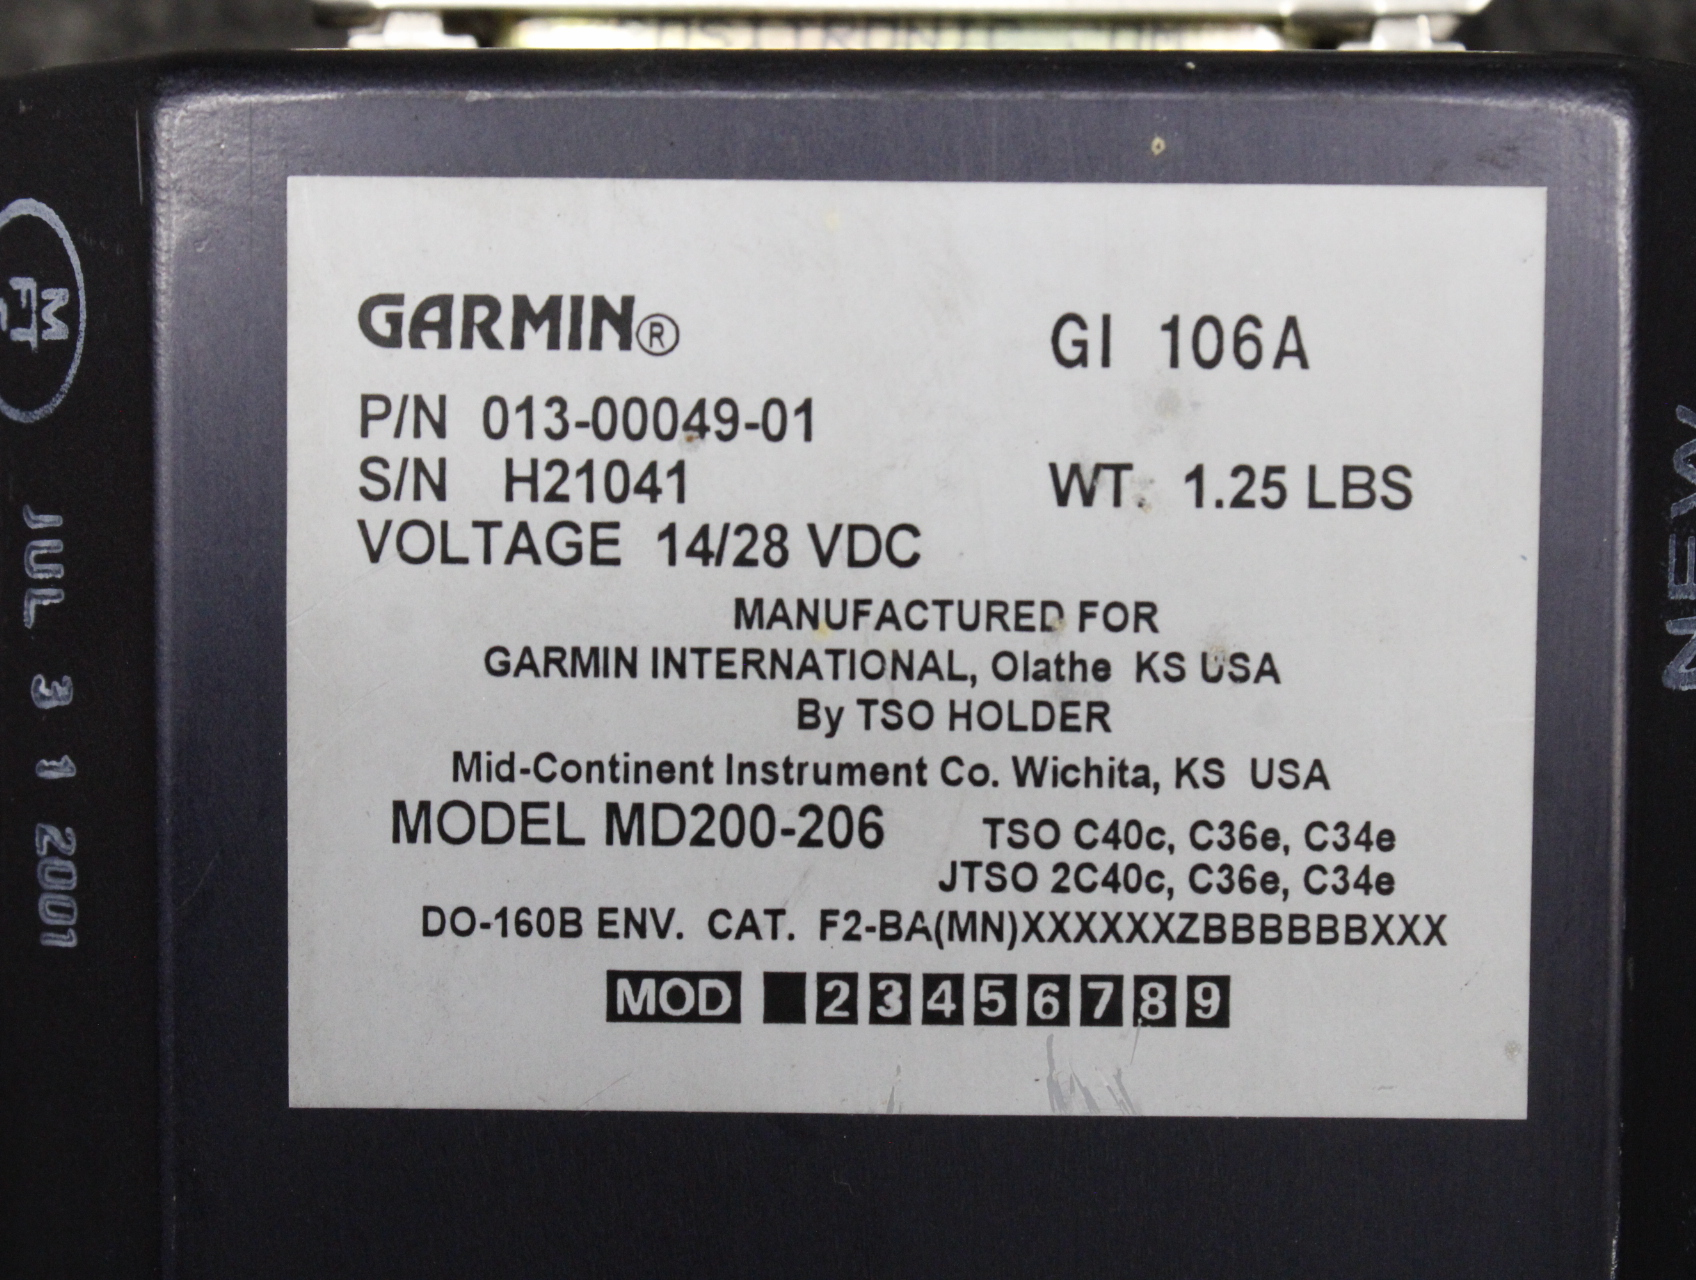 GARMIN® GI 106A
P/N 013-00049-01
S/N H21041 WT. 1.25 LBS
VOLTAGE 14/28 VDC
MANUFACTURED FOR
GARMIN INTERNATIONAL, Olathe KS USA
By TSO HOLDER
Mid-Continent Instrument Co. Wichita, KS USA
MODEL MD200-206 TSO C40c, C36e, C34e
JTSO 2C40c, C36e, C34e
DO-160B ENV. CAT. F2-BA(MN)XXXXXXZBBBBBBXXX
MOD 2 3 4 5 6 7 8 9
JUL 31 2001
NEW